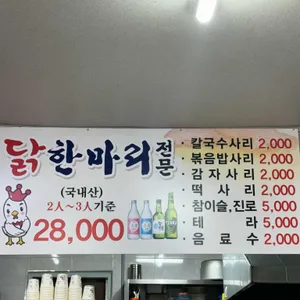 닭한마리 전문
(국내산)
2人~3人기준
28,000
· 칼국수사리 2,000
· 볶음밥사리 2,000
· 감자사리 2,000
· 떡사리 2,000
· 참이슬,진로 5,000
· 테라 5,000
· 음료수 2,000